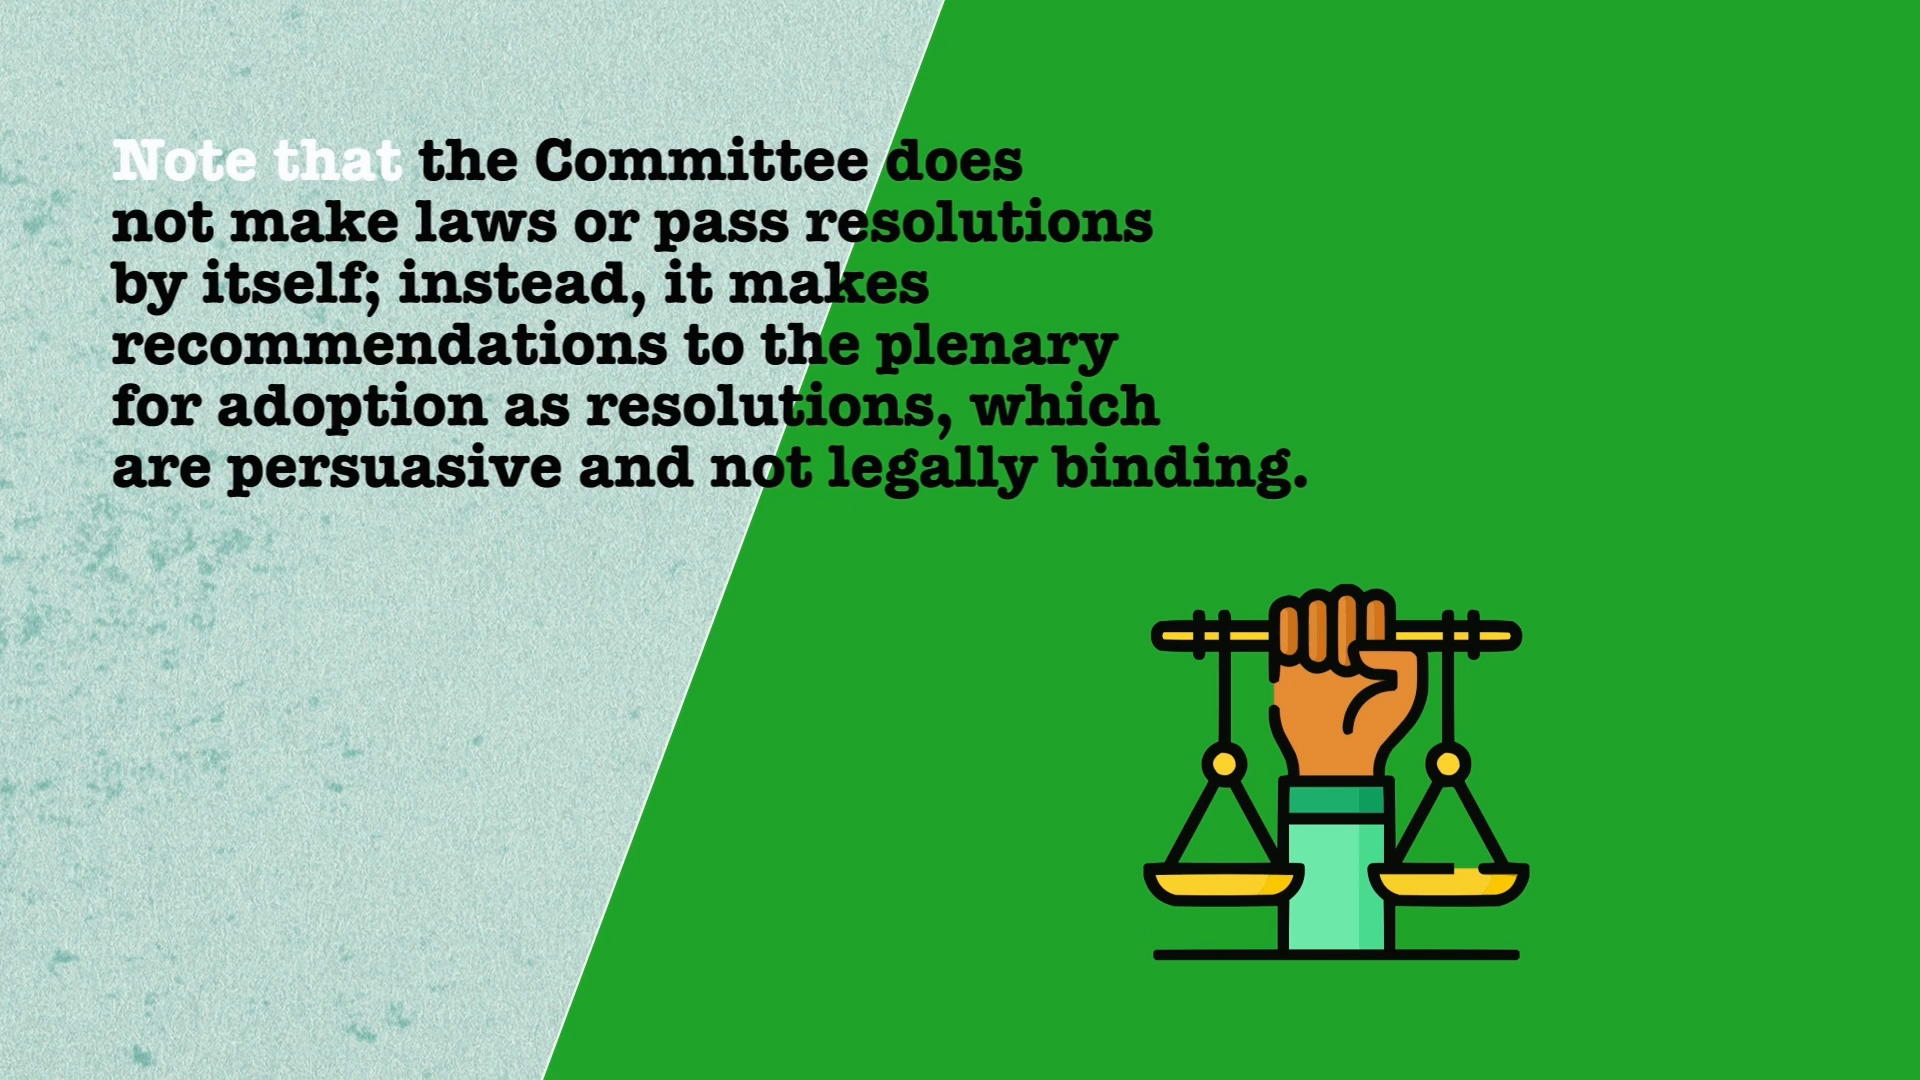 Note that the Committee does
not make laws or pass resolutions
by itself; instead, it makes
recommendations to the plenary
for adoption as resolutions, which
are persuasive and not legally binding.